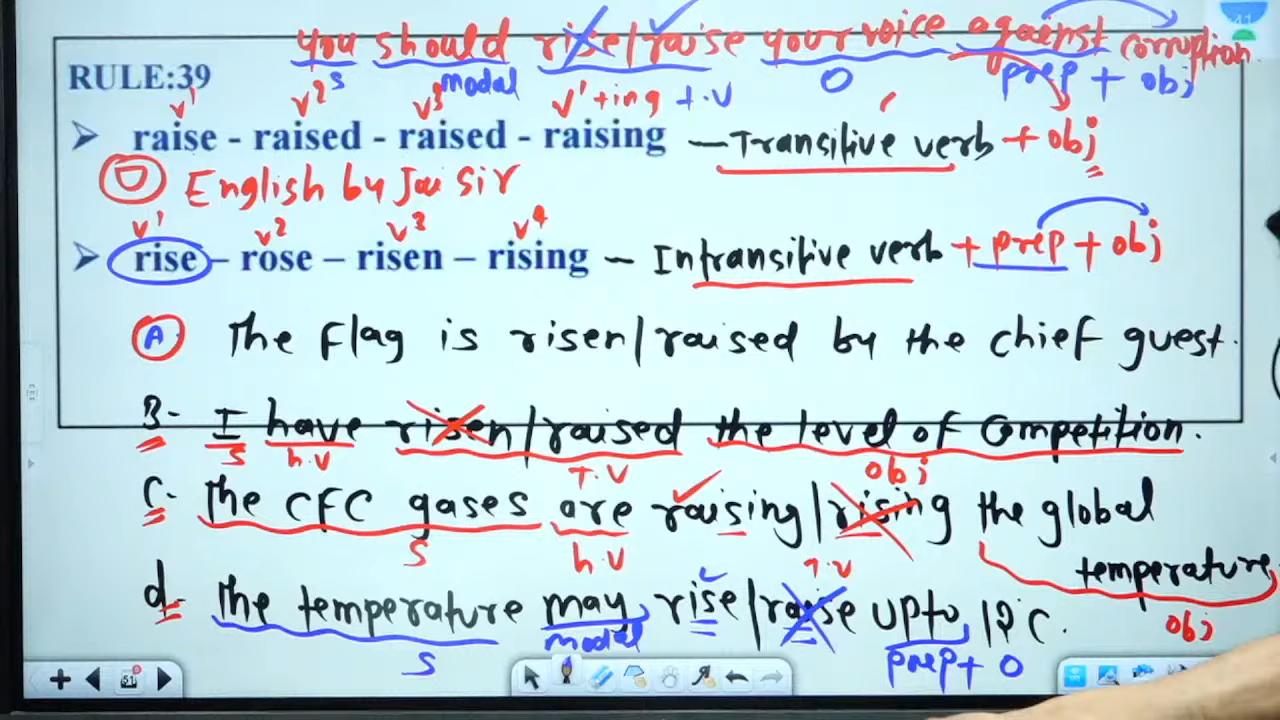 You should rise/raise your voice against corruption.
S modal T.V O prep + obj
RULE:39
V1 V2 V3 V1+ing
➤ raise - raised - raised - raising — Transitive verb + obj
English by Jai Sir
V1 V2 V3 V4
➤ rise – rose – risen – rising — Intransitive verb + prep + obj
A. The flag is risen/raised by the chief guest.
B- I have risen/raised the level of Competition.
S h.V T.V obj
C- The CFC gases are raising/rising the global temperature
S h.V T.V obj
d- The temperature may rise/raise upto 12c.
S modal prep + O